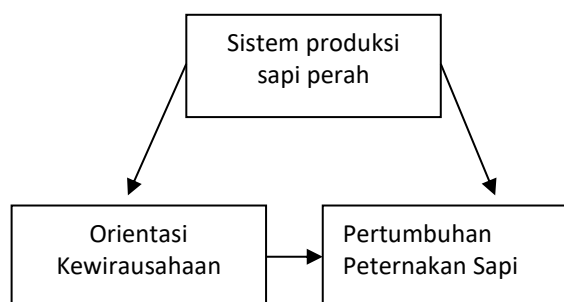 Sistem produksi
sapi perah
Orientasi
Kewirausahaan
Pertumbuhan
Peternakan Sapi